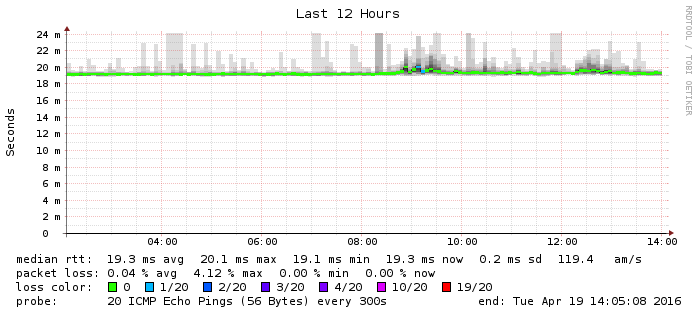 Last 12 Hours
RRDTOOL / TOBI OETIKER
Seconds
24 m
22 m
20 m
18 m
16 m
14 m
12 m
10 m
8 m
6 m
4 m
2 m
0
04:00 06:00 08:00 10:00 12:00 14:00
median rtt: 19.3 ms avg 20.1 ms max 19.1 ms min 19.3 ms now 0.2 ms sd 119.4 am/s
packet loss: 0.04 % avg 4.12 % max 0.00 % min 0.00 % now
loss color: 0 1/20 2/20 3/20 4/20 10/20 19/20
probe: 20 ICMP Echo Pings (56 Bytes) every 300s end: Tue Apr 19 14:05:08 2016